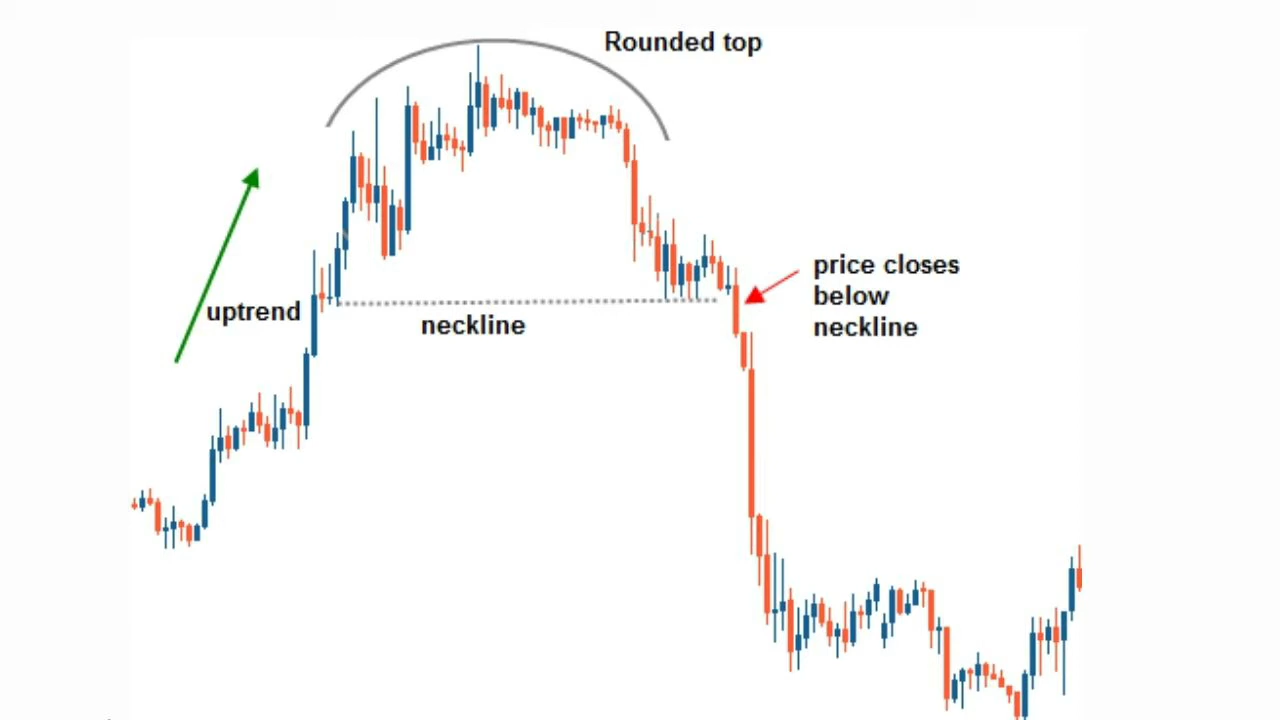 Rounded top
uptrend
neckline
price closes
below
neckline